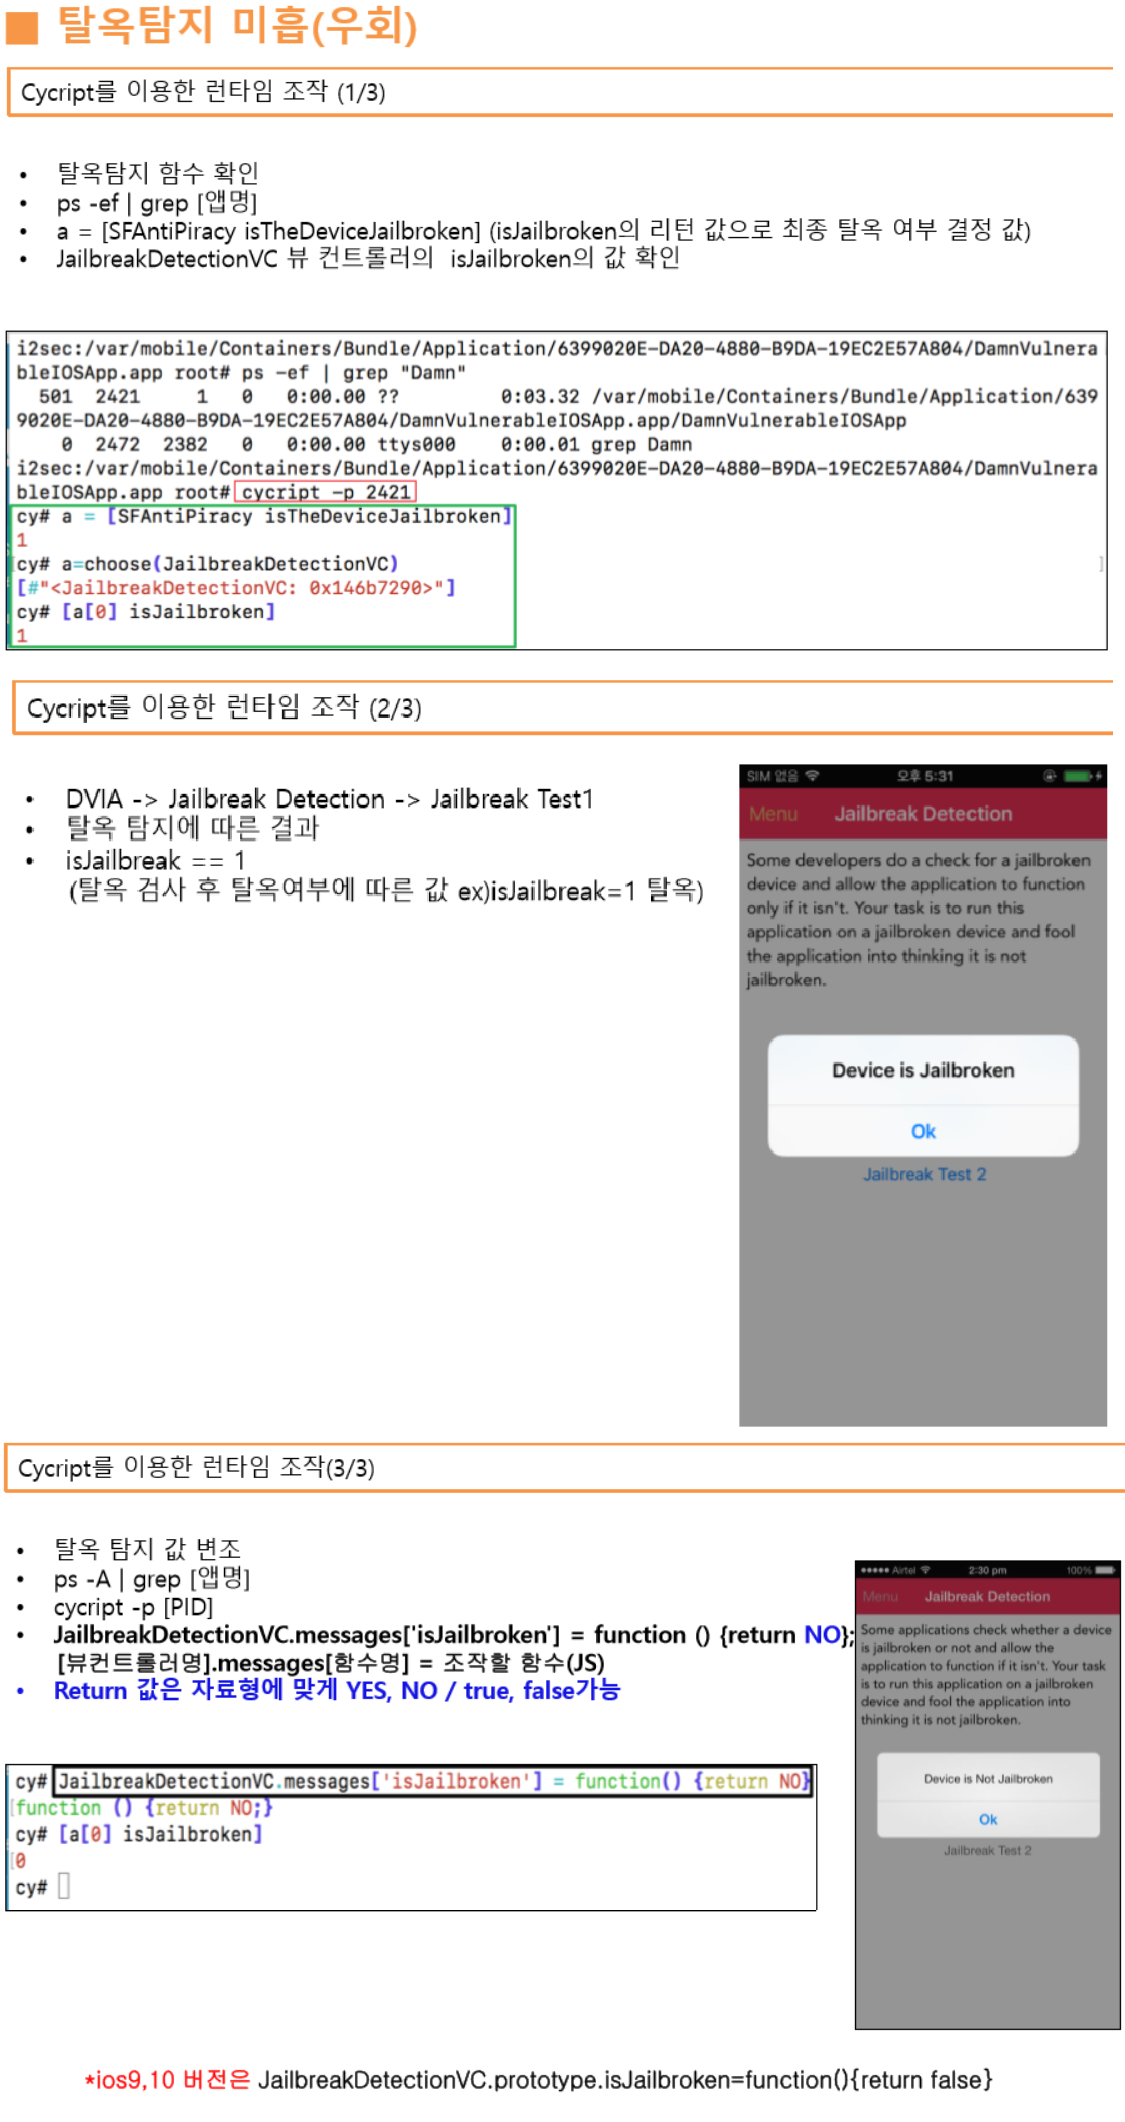 ■ 탈옥탐지 미흡(우회)
Cycript를 이용한 런타임 조작 (1/3)
• 탈옥탐지 함수 확인
• ps -ef | grep [앱명]
• a = [SFAntiPiracy isTheDeviceJailbroken] (isJailbroken의 리턴 값으로 최종 탈옥 여부 결정 값)
• JailbreakDetectionVC 뷰 컨트롤러의 isJailbroken의 값 확인
i2sec:/var/mobile/Containers/Bundle/Application/6399020E-DA20-4880-B9DA-19EC2E57A804/DamnVulnera
bleIOSApp.app root# ps -ef | grep "Damn"
501 2421 1 0 0:00.00 ?? 0:03.32 /var/mobile/Containers/Bundle/Application/639
9020E-DA20-4880-B9DA-19EC2E57A804/DamnVulnerableIOSApp.app/DamnVulnerableIOSApp
0 2472 2382 0 0:00.00 ttys000 0:00.01 grep Damn
i2sec:/var/mobile/Containers/Bundle/Application/6399020E-DA20-4880-B9DA-19EC2E57A804/DamnVulnera
bleIOSApp.app root# cycript -p 2421
cy# a = [SFAntiPiracy isTheDeviceJailbroken]
1
cy# a=choose(JailbreakDetectionVC)
[#"<JailbreakDetectionVC: 0x146b7290>"]
cy# [a[0] isJailbroken]
1
Cycript를 이용한 런타임 조작 (2/3)
• DVIA -> Jailbreak Detection -> Jailbreak Test1
• 탈옥 탐지에 따른 결과
• isJailbreak == 1
(탈옥 검사 후 탈옥여부에 따른 값 ex)isJailbreak=1 탈옥)
SIM 없음 오후 5:31
Menu Jailbreak Detection
Some developers do a check for a jailbroken
device and allow the application to function
only if it isn't. Your task is to run this
application on a jailbroken device and fool
the application into thinking it is not
jailbroken.
Device is Jailbroken
Ok
Jailbreak Test 2
Cycript를 이용한 런타임 조작(3/3)
• 탈옥 탐지 값 변조
• ps -A | grep [앱명]
• cycript -p [PID]
• JailbreakDetectionVC.messages['isJailbroken'] = function () {return NO};
[뷰컨트롤러명].messages[함수명] = 조작할 함수(JS)
• Return 값은 자료형에 맞게 YES, NO / true, false가능
Airtel 2:30 pm 100%
Menu Jailbreak Detection
Some applications check whether a device
is jailbroken or not and allow the
application to function if it isn't. Your task
is to run this application on a jailbroken
device and fool the application into
thinking it is not jailbroken.
Device is Not Jailbroken
Ok
Jailbreak Test 2
cy# JailbreakDetectionVC.messages['isJailbroken'] = function() {return NO}
function () {return NO;}
cy# [a[0] isJailbroken]
0
cy#
*ios9,10 버전은 JailbreakDetectionVC.prototype.isJailbroken=function(){return false}